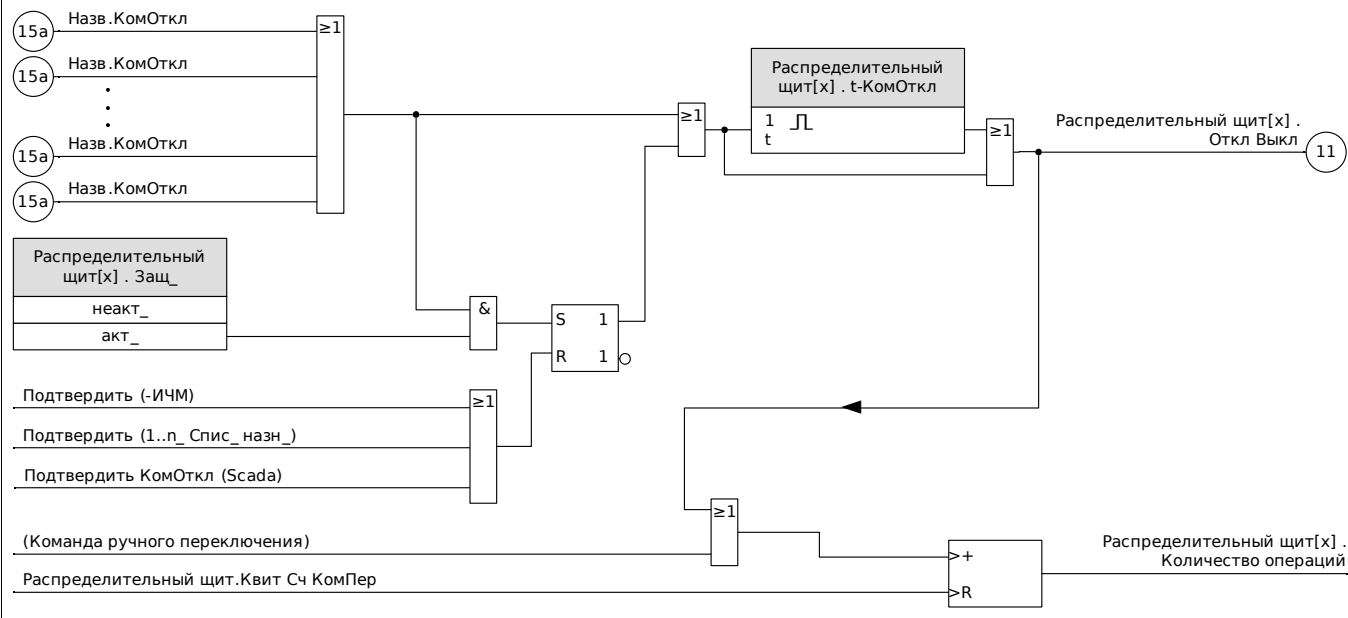 15a Назв.КомОткл
15a Назв.КомОткл
15a Назв.КомОткл
15a Назв.КомОткл
≥1
≥1
Распределительный
щит[x] . t-КомОткл
1
t
≥1
Распределительный щит[x] .
Откл Выкл
11
Распределительный
щит[x] . Защ_
неакт_
акт_
&
S 1
R 1
Подтвердить (-ИЧМ)
Подтвердить (1..n_ Спис_ назн_)
Подтвердить КомОткл (Scada)
≥1
(Команда ручного переключения)
Распределительный щит.Квит Сч КомПер
≥1
>+
>R
Распределительный щит[x] .
Количество операций